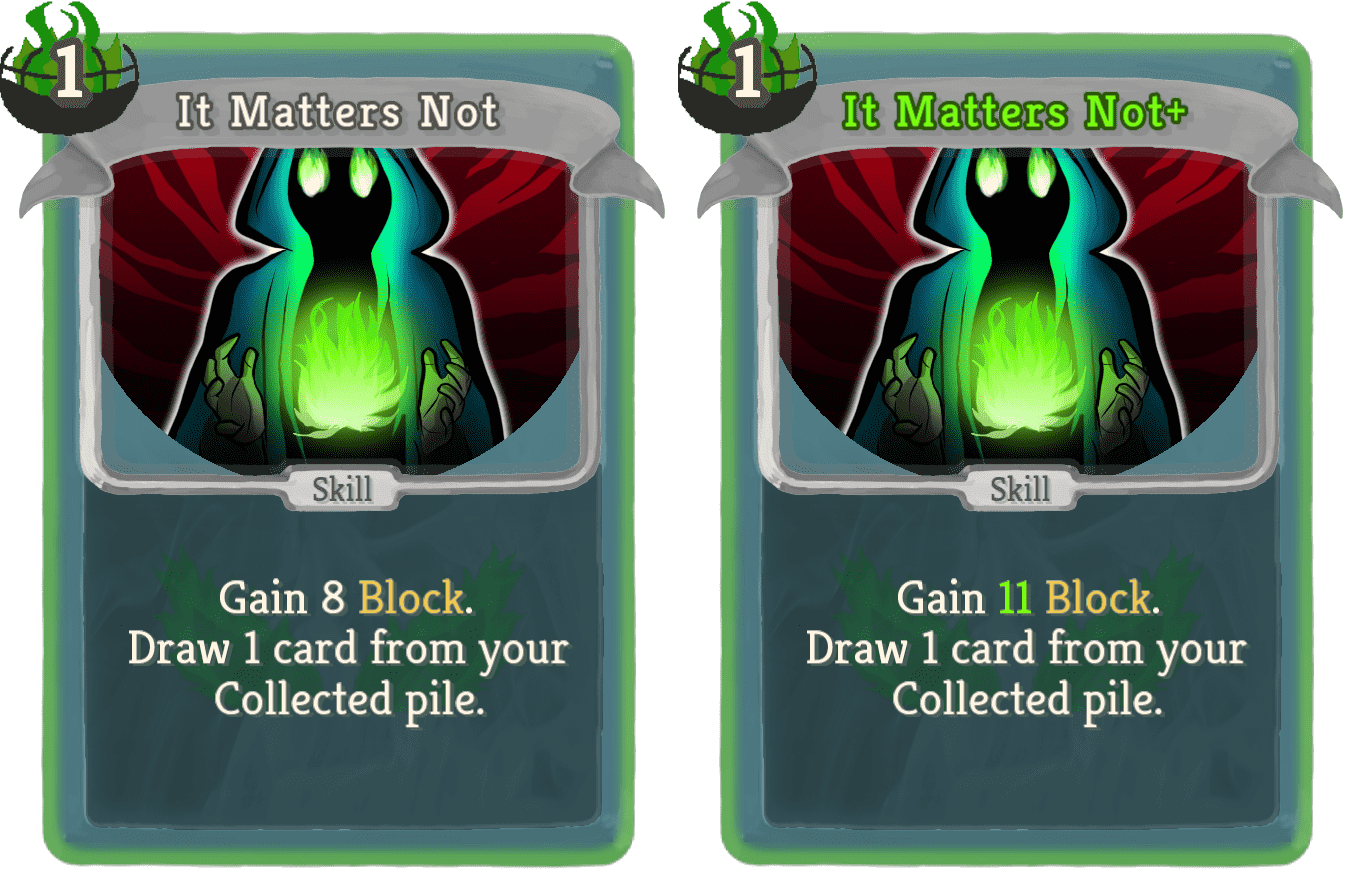 1
It Matters Not
Skill
Gain 8 Block.
Draw 1 card from your
Collected pile.
1
It Matters Not+
Skill
Gain 11 Block.
Draw 1 card from your
Collected pile.